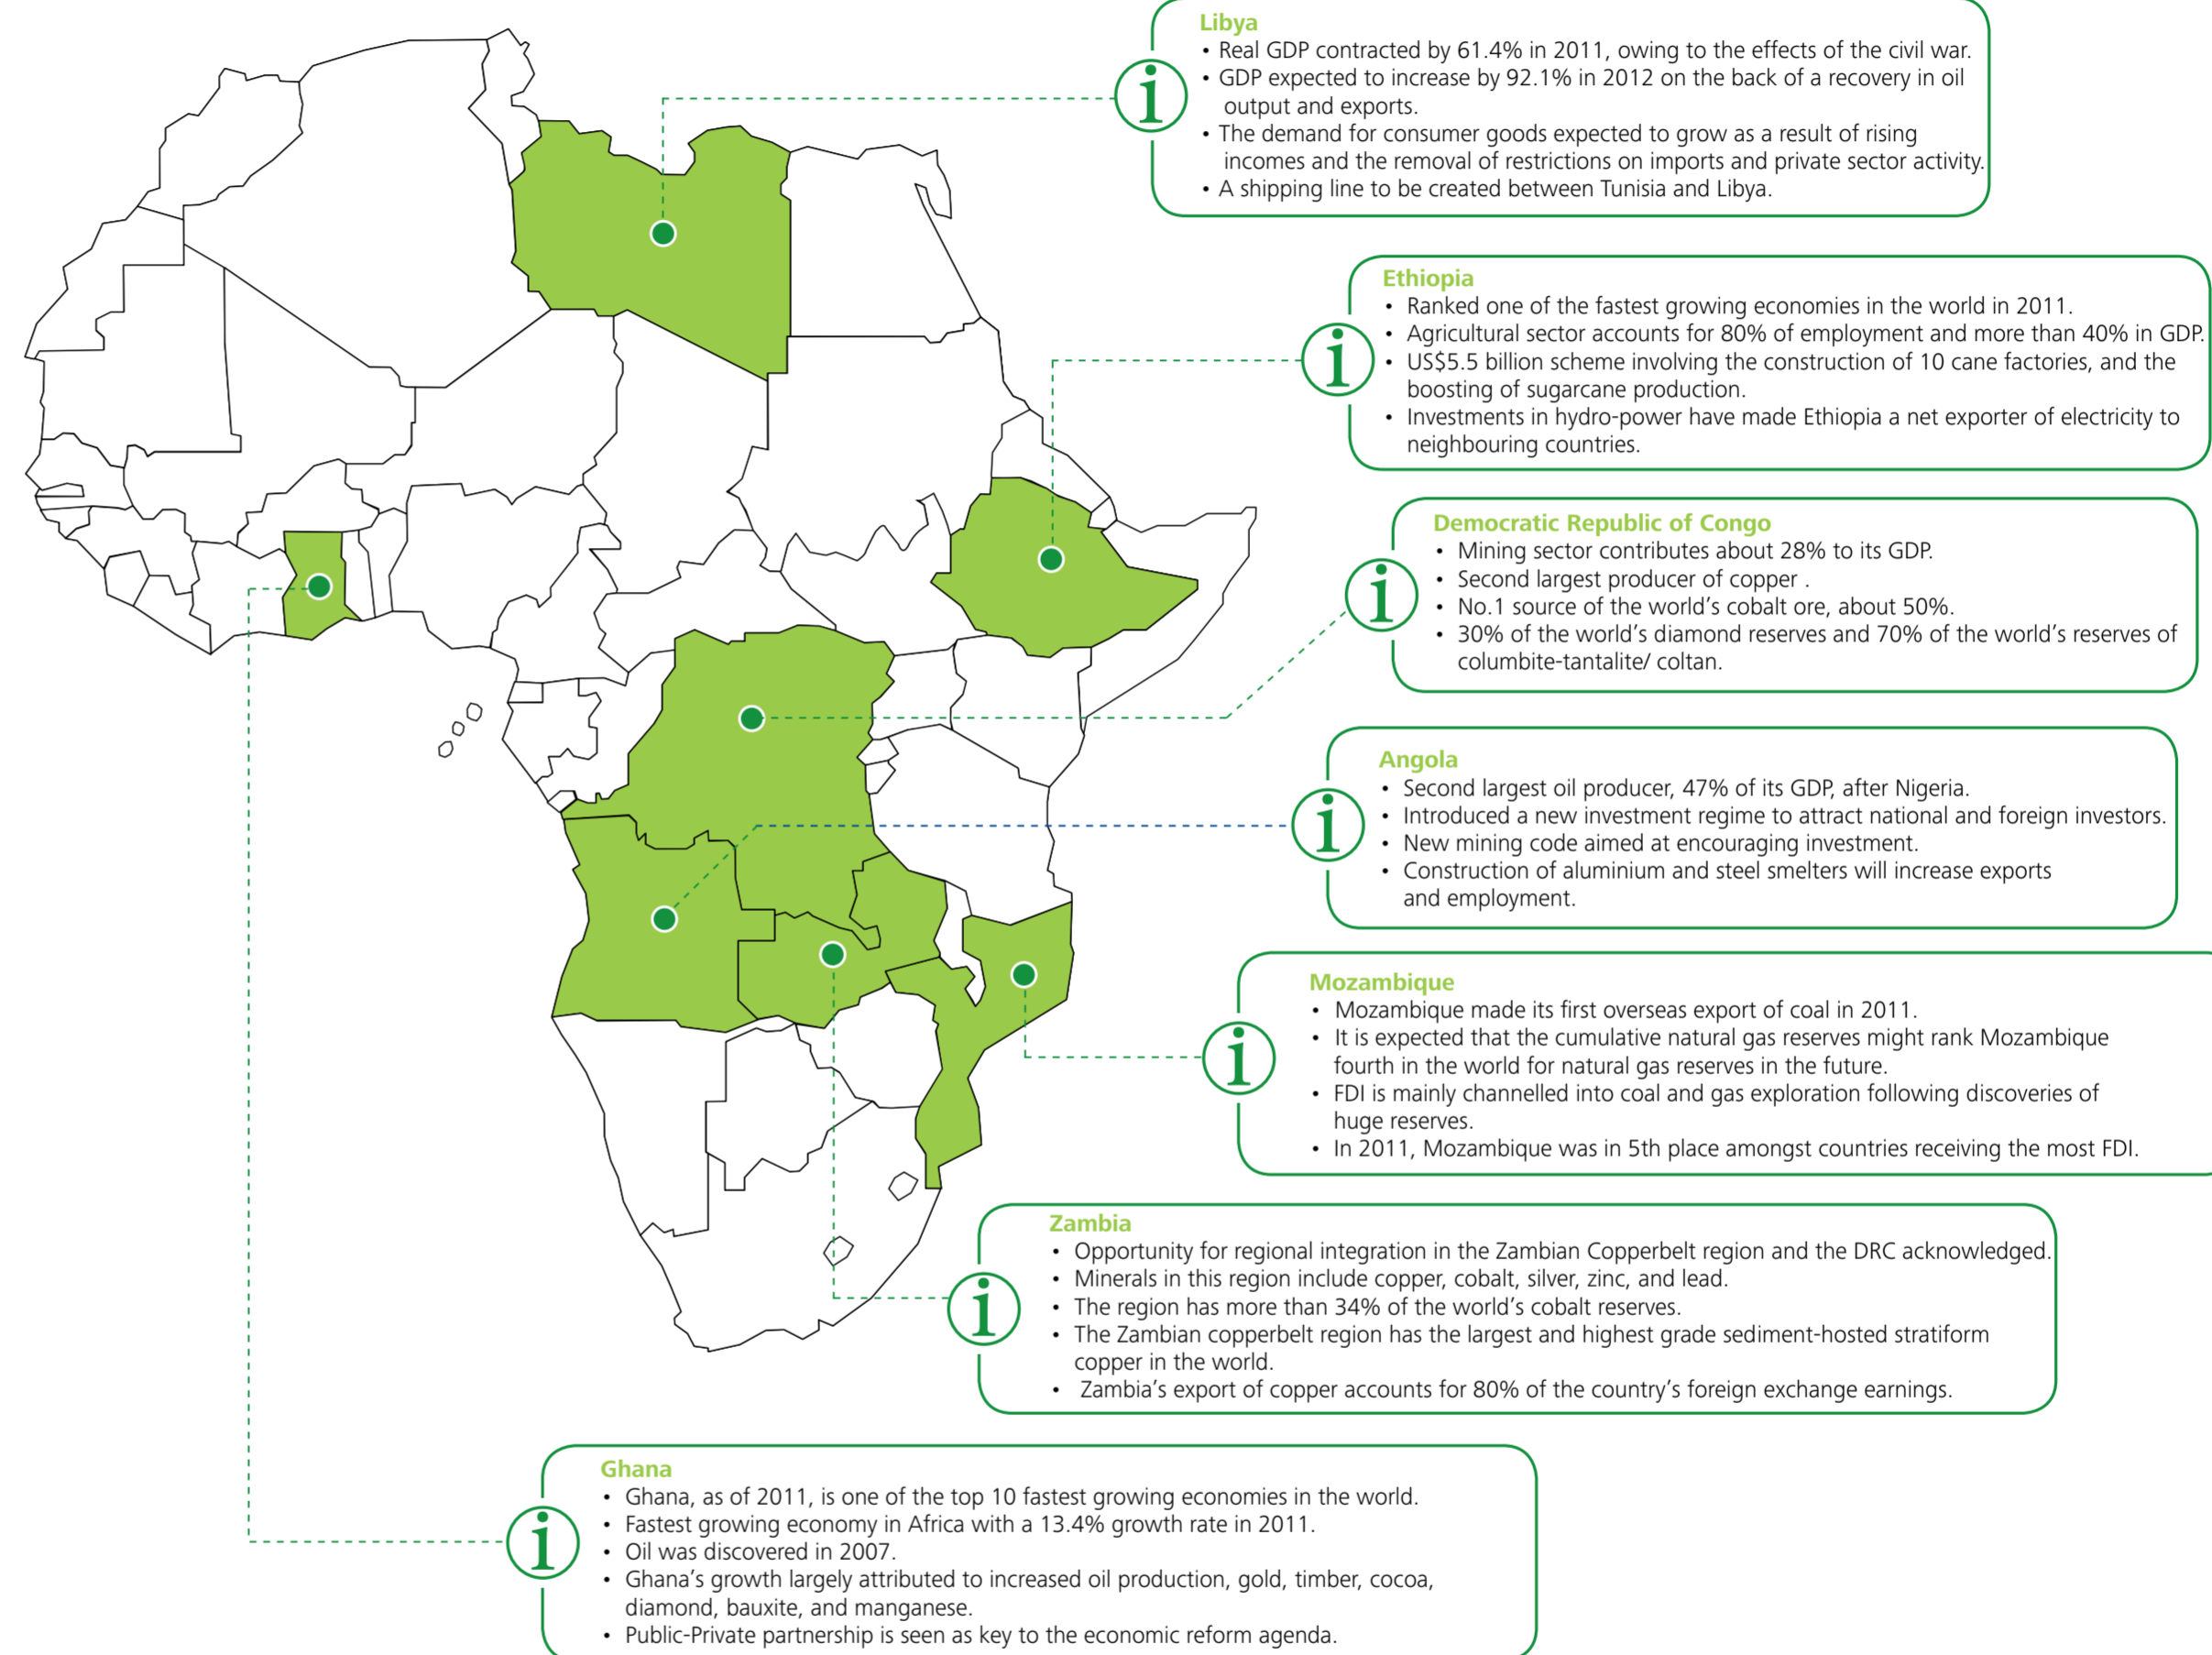 Libya
• Real GDP contracted by 61.4% in 2011, owing to the effects of the civil war.
• GDP expected to increase by 92.1% in 2012 on the back of a recovery in oil
output and exports.
• The demand for consumer goods expected to grow as a result of rising
incomes and the removal of restrictions on imports and private sector activity.
• A shipping line to be created between Tunisia and Libya.
Ethiopia
• Ranked one of the fastest growing economies in the world in 2011.
• Agricultural sector accounts for 80% of employment and more than 40% in GDP.
• US$5.5 billion scheme involving the construction of 10 cane factories, and the
boosting of sugarcane production.
• Investments in hydro-power have made Ethiopia a net exporter of electricity to
neighbouring countries.
Democratic Republic of Congo
• Mining sector contributes about 28% to its GDP.
• Second largest producer of copper .
• No.1 source of the world’s cobalt ore, about 50%.
• 30% of the world’s diamond reserves and 70% of the world’s reserves of
columbite-tantalite/ coltan.
Angola
• Second largest oil producer, 47% of its GDP, after Nigeria.
• Introduced a new investment regime to attract national and foreign investors.
• New mining code aimed at encouraging investment.
• Construction of aluminium and steel smelters will increase exports
and employment.
Mozambique
• Mozambique made its first overseas export of coal in 2011.
• It is expected that the cumulative natural gas reserves might rank Mozambique
fourth in the world for natural gas reserves in the future.
• FDI is mainly channelled into coal and gas exploration following discoveries of
huge reserves.
• In 2011, Mozambique was in 5th place amongst countries receiving the most FDI.
Zambia
• Opportunity for regional integration in the Zambian Copperbelt region and the DRC acknowledged.
• Minerals in this region include copper, cobalt, silver, zinc, and lead.
• The region has more than 34% of the world’s cobalt reserves.
• The Zambian copperbelt region has the largest and highest grade sediment-hosted stratiform
copper in the world.
• Zambia’s export of copper accounts for 80% of the country’s foreign exchange earnings.
Ghana
• Ghana, as of 2011, is one of the top 10 fastest growing economies in the world.
• Fastest growing economy in Africa with a 13.4% growth rate in 2011.
• Oil was discovered in 2007.
• Ghana’s growth largely attributed to increased oil production, gold, timber, cocoa,
diamond, bauxite, and manganese.
• Public-Private partnership is seen as key to the economic reform agenda.